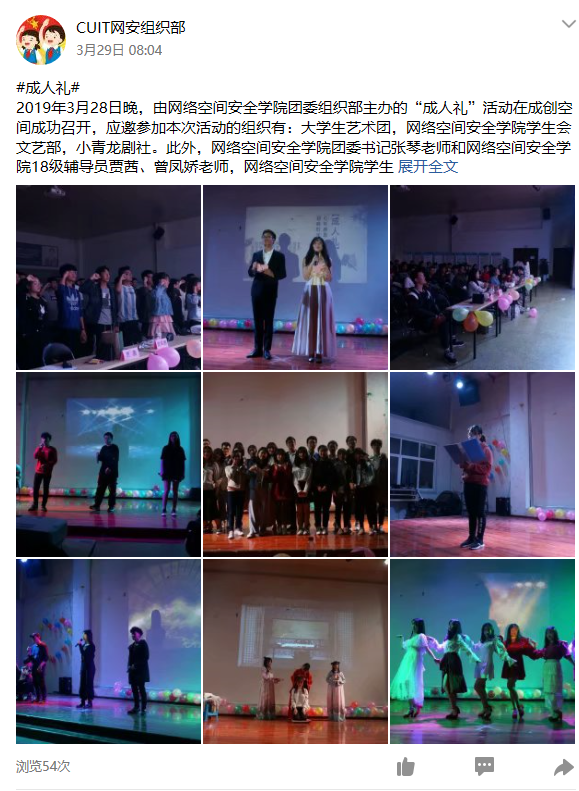 CUIT网安组织部
3月29日 08:04
#成人礼#
2019年3月28日晚，由网络空间安全学院团委组织部主办的“成人礼”活动在成创空
间成功召开，应邀参加本次活动的组织有：大学生艺术团，网络空间安全学院学生会
文艺部，小青龙剧社。此外，网络空间安全学院团委书记张琴老师和网络空间安全学
院18级辅导员贾茜、曾凤娇老师，网络空间安全学院学生 展开全文
成人礼
浏览54次